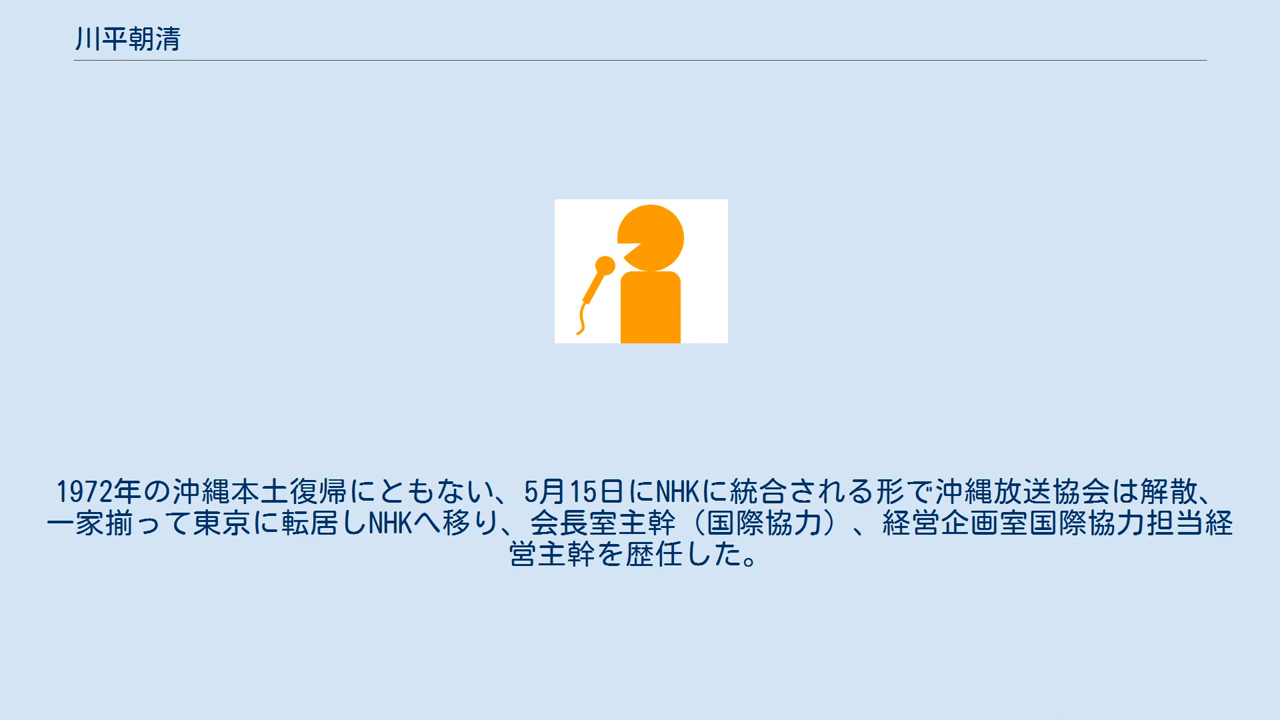 川平朝清
1972年の沖縄本土復帰にともない、5月15日にNHKに統合される形で沖縄放送協会は解散、
一家揃って東京に転居しNHKへ移り、会長室主幹（国際協力）、経営企画室国際協力担当経
営主幹を歴任した。